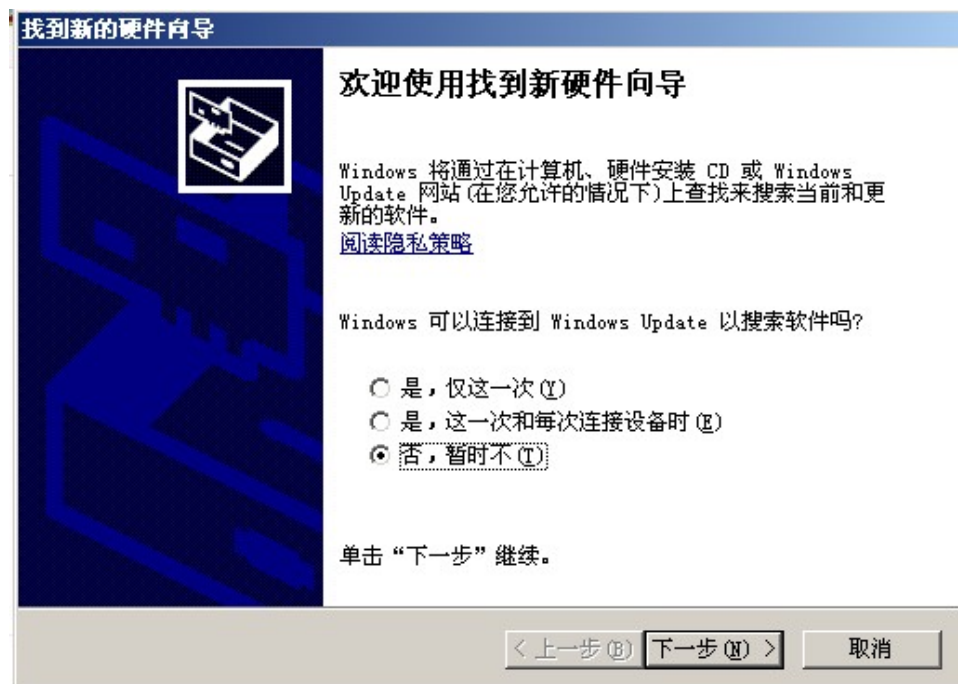 找到新的硬件向导
欢迎使用找到新硬件向导
Windows 将通过在计算机、硬件安装 CD 或 Windows
Update 网站(在您允许的情况下)上查找来搜索当前和更
新的软件。
阅读隐私策略
Windows 可以连接到 Windows Update 以搜索软件吗?
是，仅这一次(Y)
是，这一次和每次连接设备时(E)
否，暂时不(T)
单击“下一步”继续。
< 上一步(B) 下一步(N) > 取消